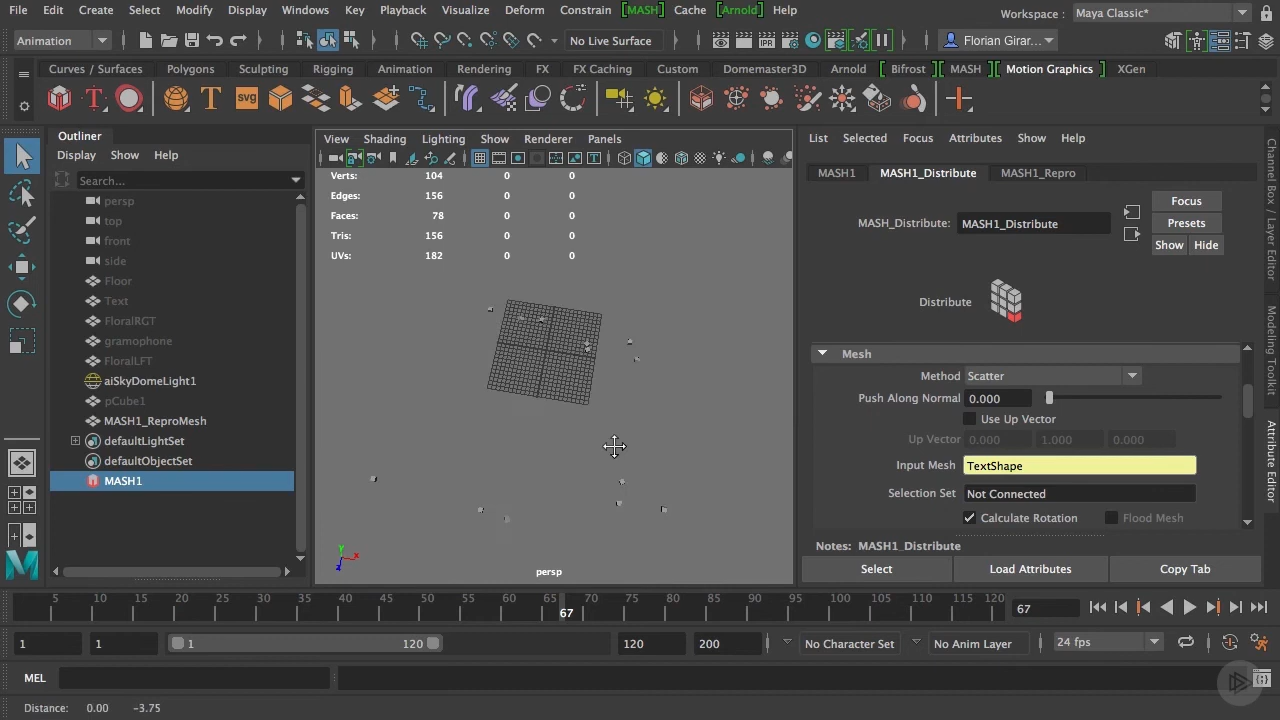 File Edit Create Select Modify Display Windows Key Playback Visualize Deform Constrain [MASH] Cache [Arnold] Help Workspace : Maya Classic*
Animation No Live Surface Florian Girar...
Curves / Surfaces Polygons Sculpting Rigging Animation Rendering FX FX Caching Custom Domemaster3D Arnold Bifrost MASH Motion Graphics XGen
T T SVG
Outliner
Display Show Help
Search...
persp
top
front
side
Floor
Text
FloralRGT
gramophone
FloralLFT
aiSkyDomeLight1
pCube1
MASH1_ReproMesh
defaultLightSet
defaultObjectSet
MASH1
View Shading Lighting Show Renderer Panels
Verts: 104 0 0
Edges: 156 0 0
Faces: 78 0 0
Tris: 156 0 0
UVs: 182 0 0
Y X Z
persp
List Selected Focus Attributes Show Help
MASH1 MASH1_Distribute MASH1_Repro
Focus
MASH_Distribute: MASH1_Distribute Presets
Show Hide
Distribute
Mesh
Method Scatter
Push Along Normal 0.000
Use Up Vector
Up Vector 0.000 1.000 0.000
Input Mesh TextShape
Selection Set Not Connected
Calculate Rotation Flood Mesh
Notes: MASH1_Distribute
Select Load Attributes Copy Tab
Channel Box / Layer Editor
Modeling Toolkit
Attribute Editor
5 10 15 20 25 30 35 40 45 50 55 60 65 70 75 80 85 90 95 100 105 110 115 120
67 67
1 1 1 120 120 200 No Character Set No Anim Layer 24 fps
MEL
Distance: 0.00 -3.75